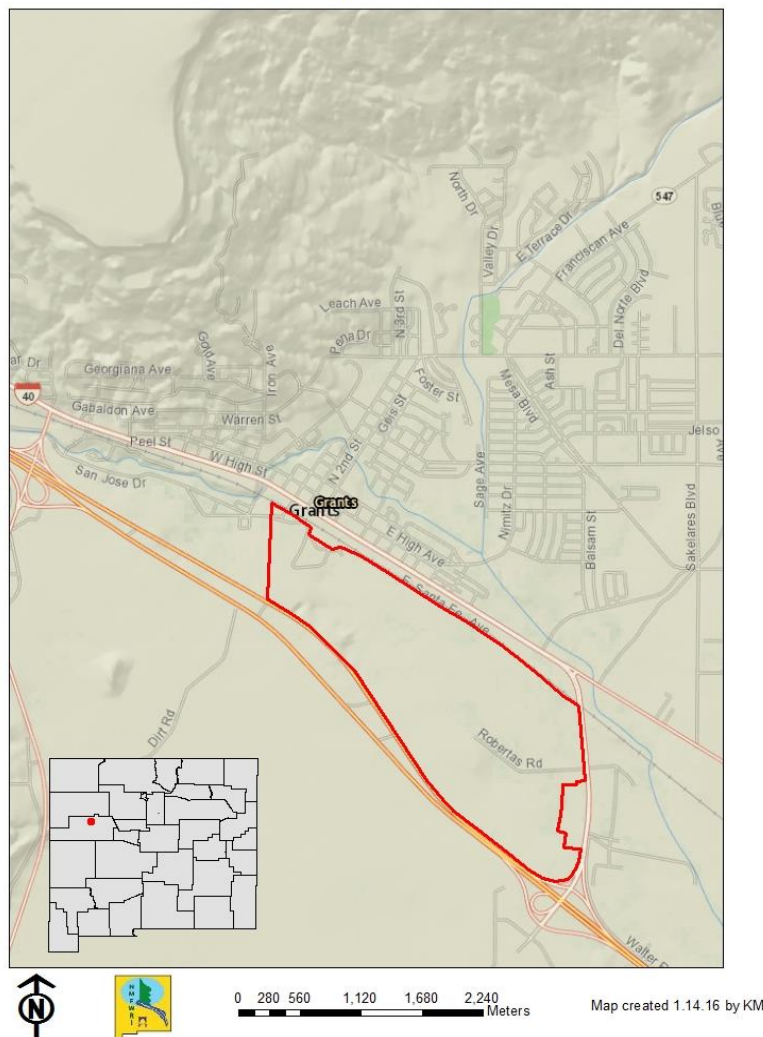 North Dr
Valley Dr
E Terrace Dr
547
Franciscan Ave
Del Norte Blvd
Leach Ave
N 3rd St
Pena Dr
Gold Ave
Iron Ave
Georgiana Ave
ar Dr
40
Gabaldon Ave
Warren St
Foster St
Geis St
Mesa Blvd
Ash St
Peel St
W High St
N 2nd St
San Jose Dr
Sage Ave
Nimitz Dr
Jelso
Ave
Sakelares Blvd
Balsam St
Grants
Grants
E High Ave
E Santa Fe Ave
Dirt Rd
Robertas Rd
Walter
N
NMFWRI
0 280 560 1,120 1,680 2,240
Meters
Map created 1.14.16 by KM